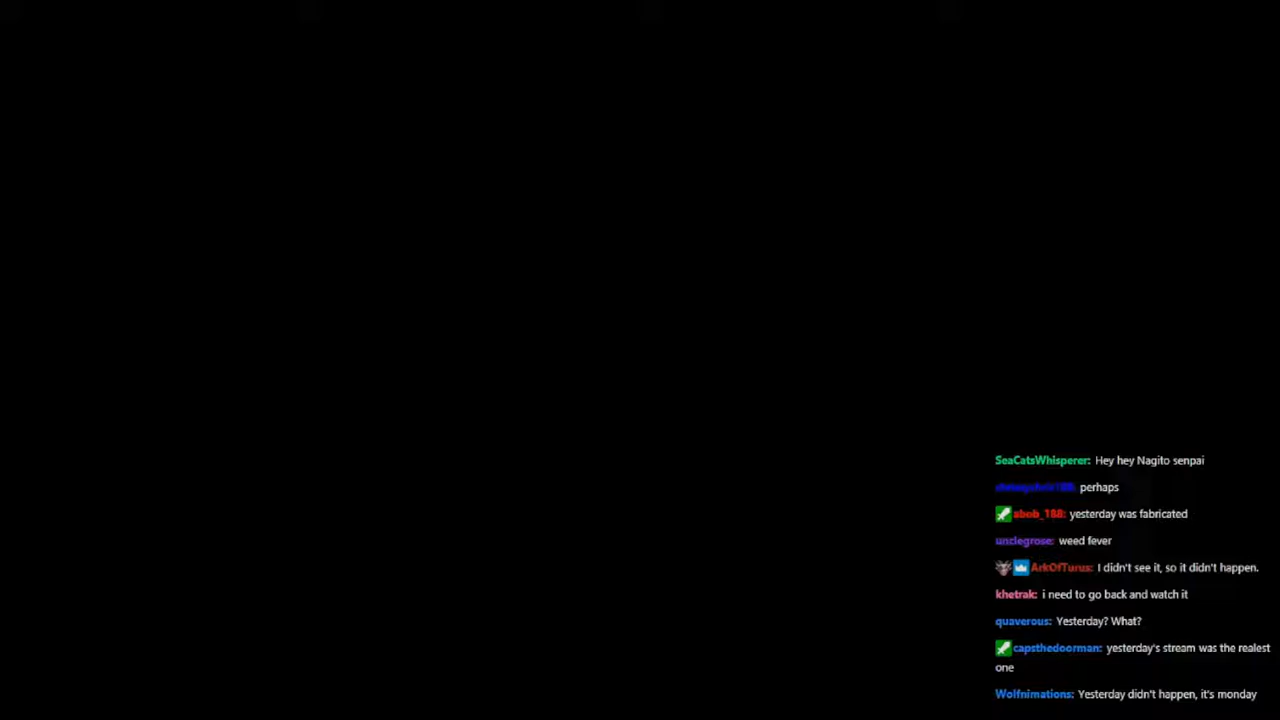 SeaCatsWhisperer: Hey hey Nagito senpai
perhaps
abob_188: yesterday was fabricated
unclegrose: weed fever
ArkOfTurus: I didn't see it, so it didn't happen.
khetrak: i need to go back and watch it
quaverous: Yesterday? What?
capsthedoorman: yesterday's stream was the realest
one
Wolfnimations: Yesterday didn't happen, it's monday